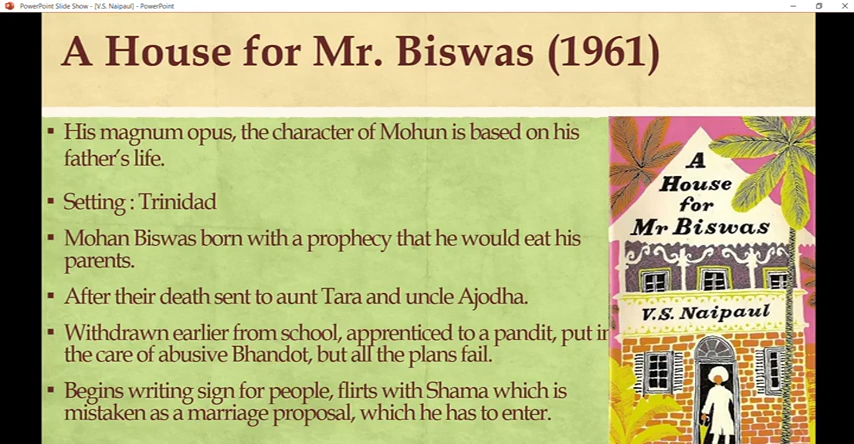 PowerPoint Slide Show - [V.S. Naipaul] - PowerPoint
A House for Mr. Biswas (1961)
▪ His magnum opus, the character of Mohun is based on his
father's life.
▪ Setting : Trinidad
▪ Mohan Biswas born with a prophecy that he would eat his
parents.
▪ After their death sent to aunt Tara and uncle Ajodha.
▪ Withdrawn earlier from school, apprenticed to a pandit, put in
the care of abusive Bhandot, but all the plans fail.
▪ Begins writing sign for people, flirts with Shama which is
mistaken as a marriage proposal, which he has to enter.
A
House
for
Mr Biswas
V.S. Naipaul